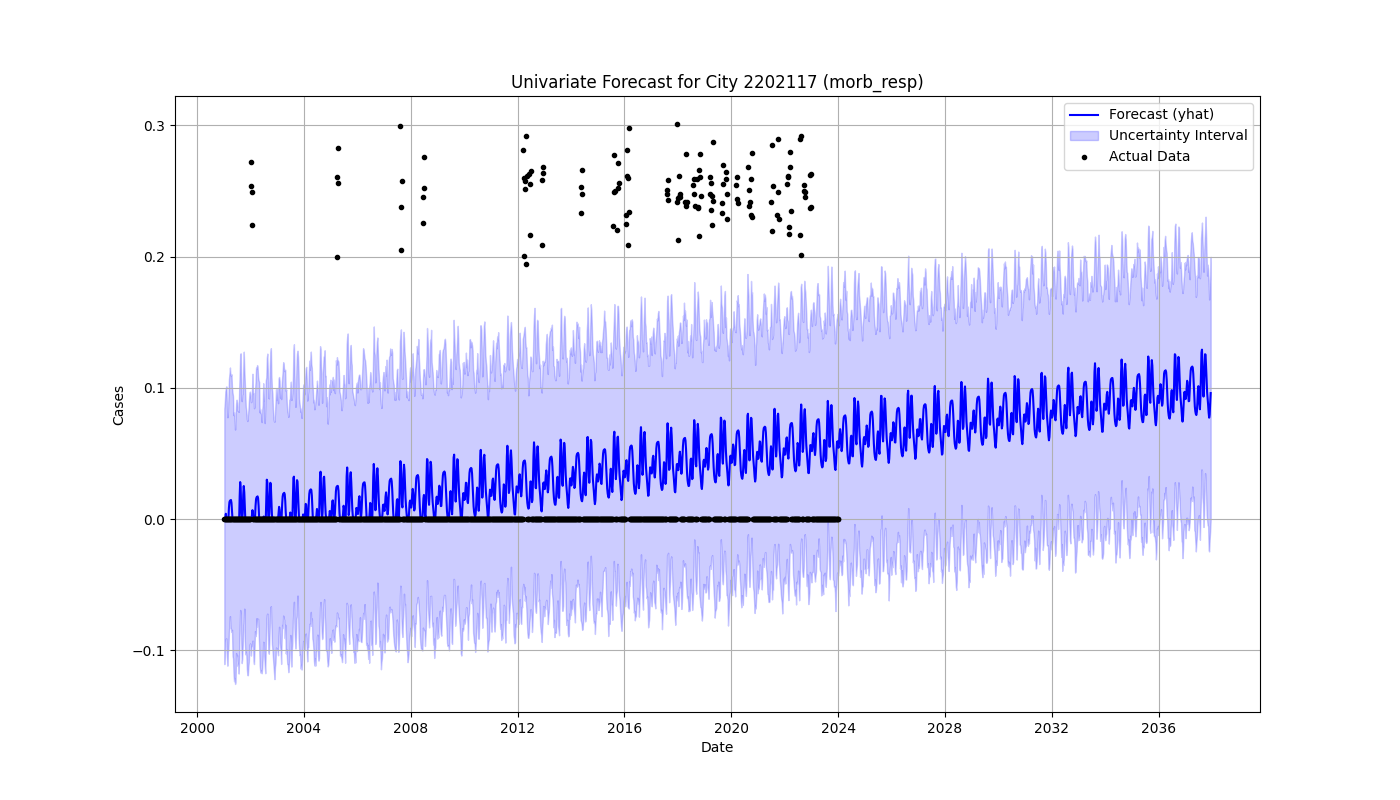 Univariate Forecast for City 2202117 (morb_resp)
Forecast (yhat)
Uncertainty Interval
Actual Data
0.3
0.2
0.1
0.0
−0.1
Cases
2000 2004 2008 2012 2016 2020 2024 2028 2032 2036
Date